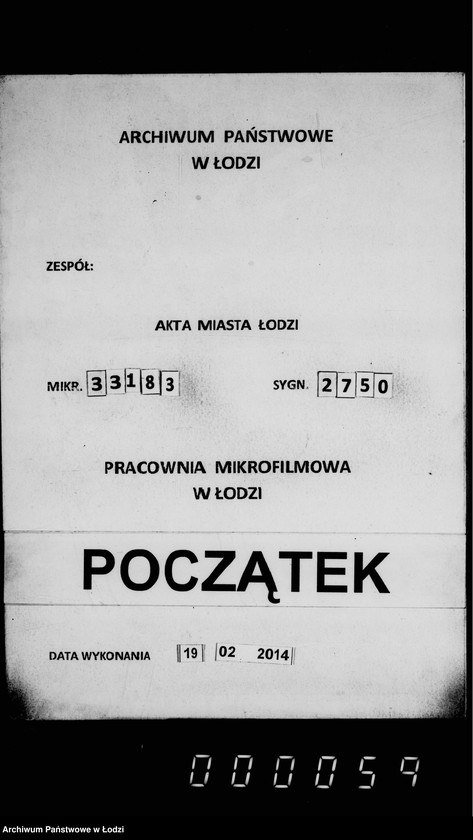 ARCHIWUM PAŃSTWOWE
W ŁODZI
ZESPÓŁ:
AKTA MIASTA ŁODZI
MIKR. 33183 SYGN. 2750
PRACOWNIA MIKROFILMOWA
W ŁODZI
POCZĄTEK
DATA WYKONANIA 19 02 2014
000059
Archiwum Państwowe w Łodzi